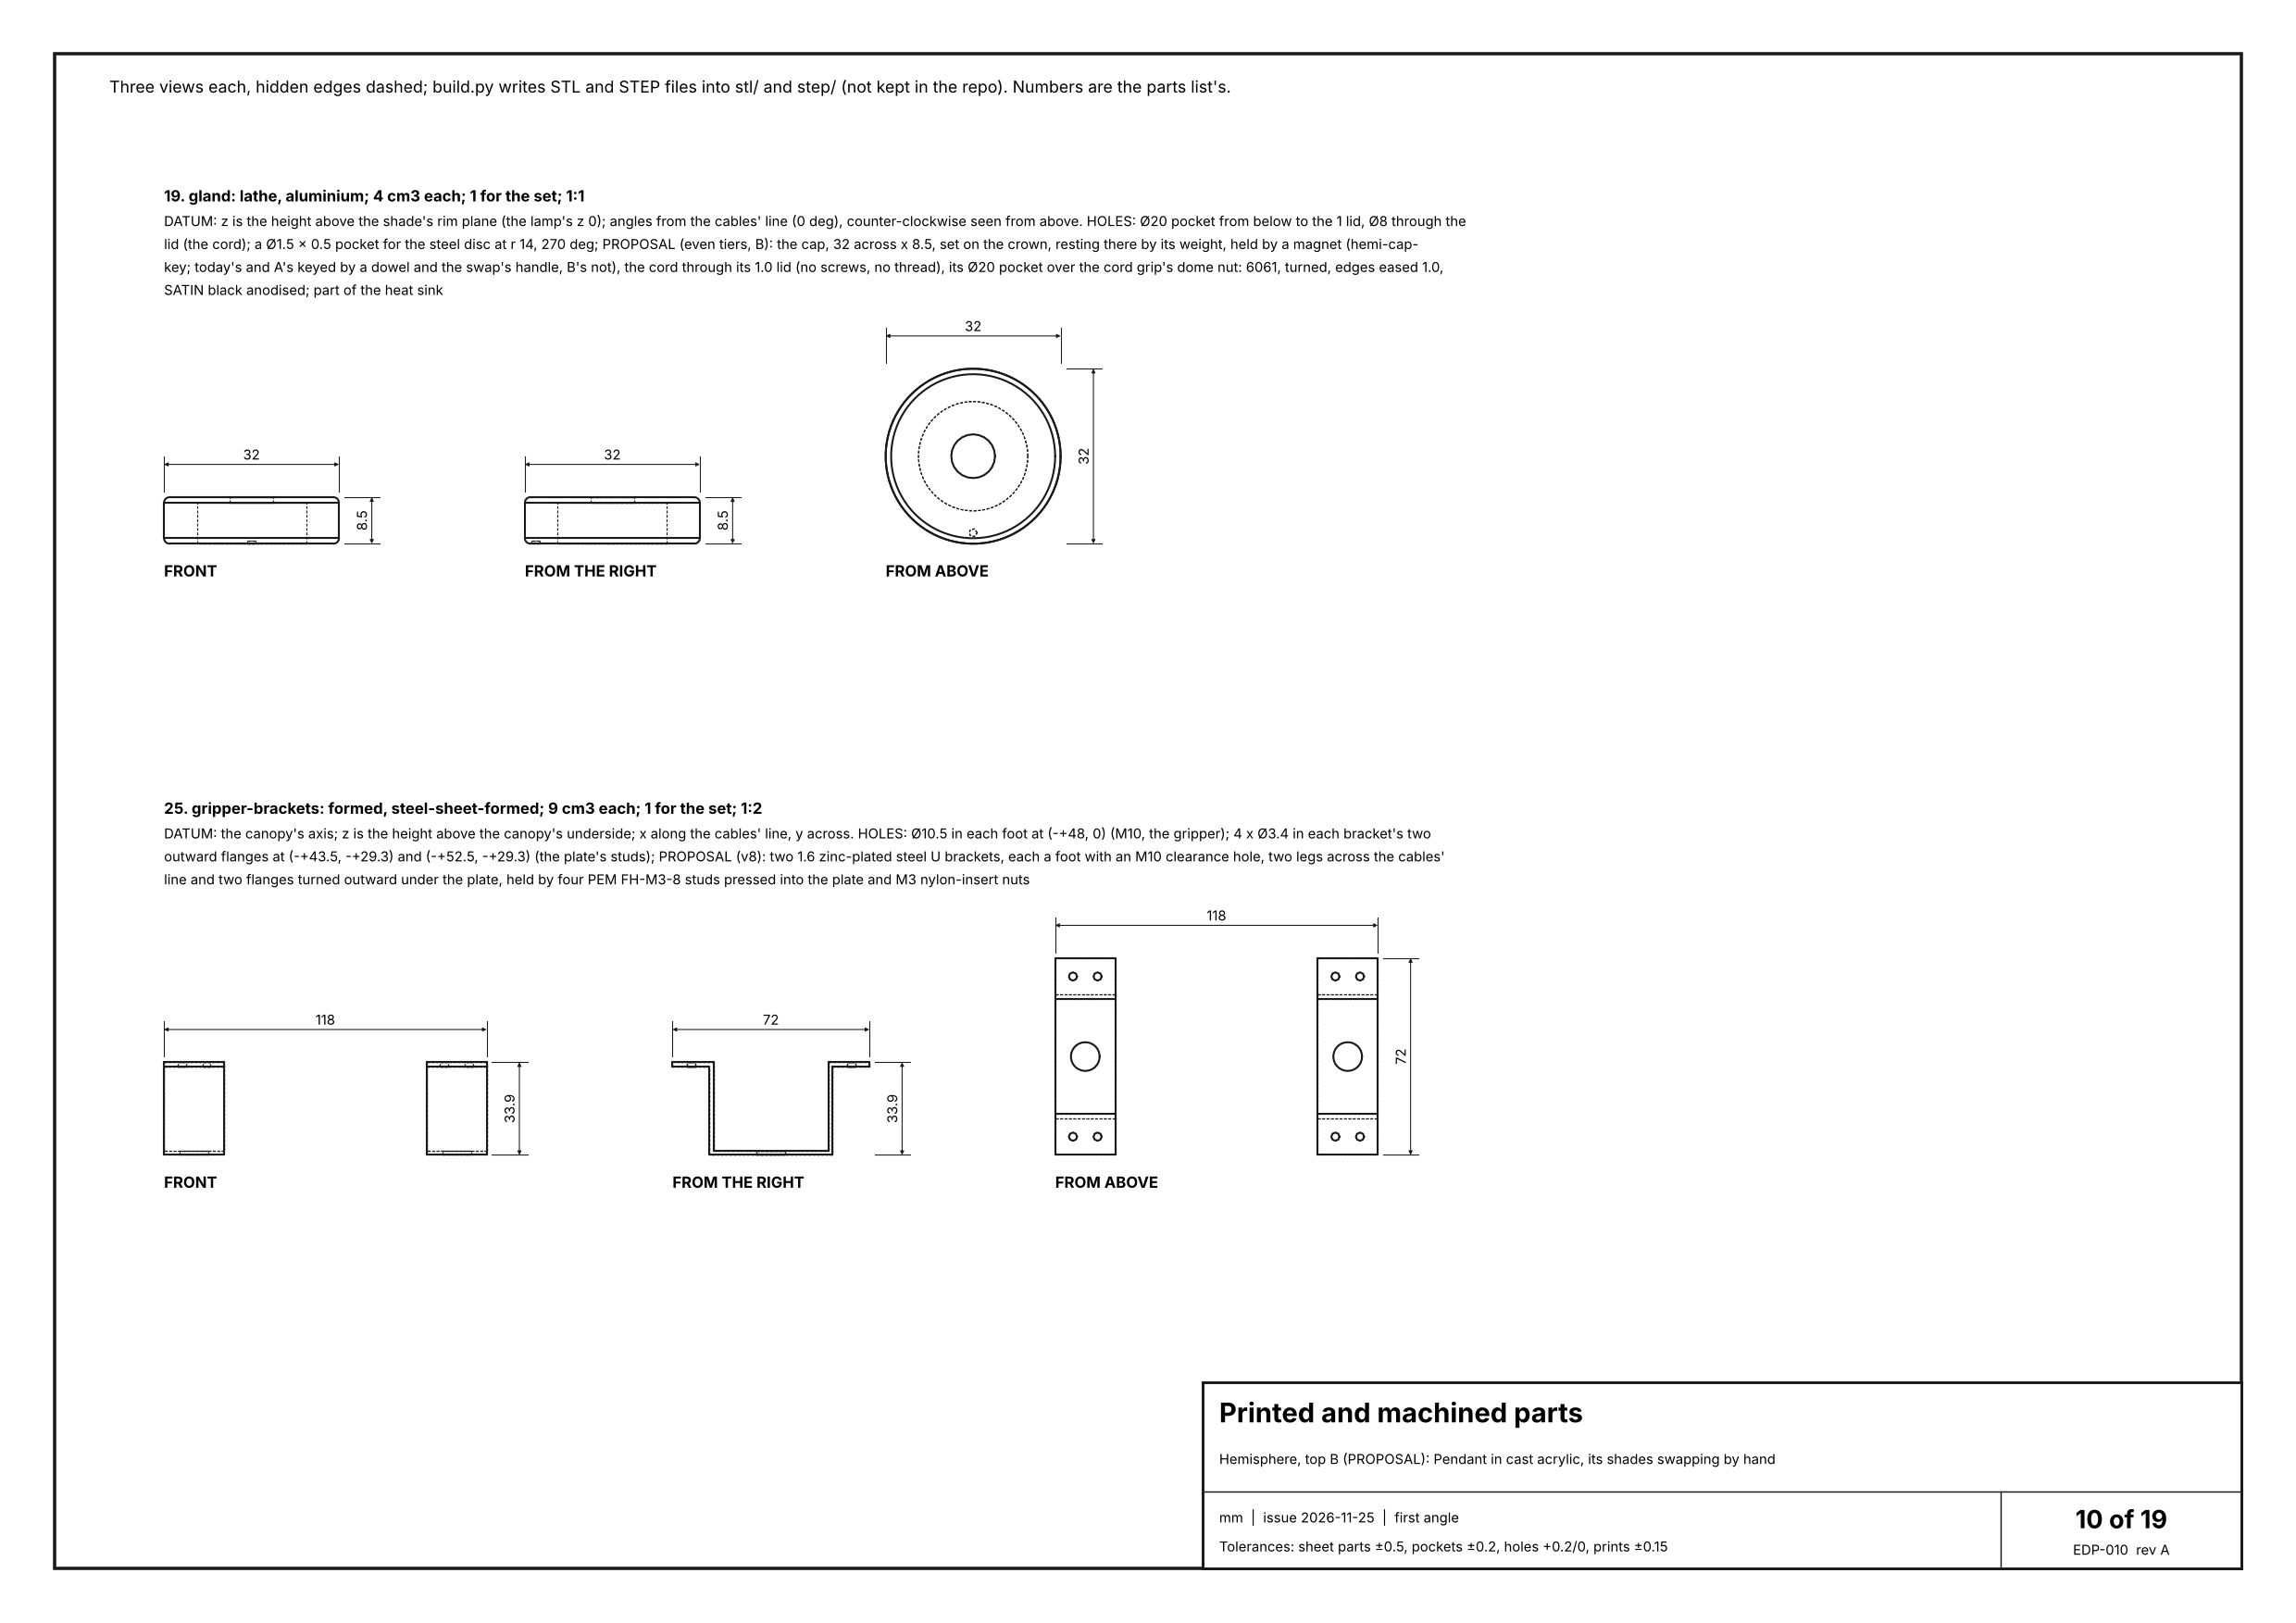 Three views each, hidden edges dashed; build.py writes STL and STEP files into stl/ and step/ (not kept in the repo). Numbers are the parts list's.
19. gland: lathe, aluminium; 4 cm3 each; 1 for the set; 1:1
DATUM: z is the height above the shade's rim plane (the lamp's z 0); angles from the cables' line (0 deg), counter-clockwise seen from above. HOLES: Ø20 pocket from below to the 1 lid, Ø8 through the
lid (the cord); a Ø1.5 × 0.5 pocket for the steel disc at r 14, 270 deg; PROPOSAL (even tiers, B): the cap, 32 across x 8.5, set on the crown, resting there by its weight, held by a magnet (hemi-cap-
key; today's and A's keyed by a dowel and the swap's handle, B's not), the cord through its 1.0 lid (no screws, no thread), its Ø20 pocket over the cord grip's dome nut: 6061, turned, edges eased 1.0,
SATIN black anodised; part of the heat sink
32
32
32
32
8.5
8.5
FRONT
FROM THE RIGHT
FROM ABOVE
25. gripper-brackets: formed, steel-sheet-formed; 9 cm3 each; 1 for the set; 1:2
DATUM: the canopy's axis; z is the height above the canopy's underside; x along the cables' line, y across. HOLES: Ø10.5 in each foot at (-+48, 0) (M10, the gripper); 4 x Ø3.4 in each bracket's two
outward flanges at (-+43.5, -+29.3) and (-+52.5, -+29.3) (the plate's studs); PROPOSAL (v8): two 1.6 zinc-plated steel U brackets, each a foot with an M10 clearance hole, two legs across the cables'
line and two flanges turned outward under the plate, held by four PEM FH-M3-8 studs pressed into the plate and M3 nylon-insert nuts
118
118
72
72
33.9
33.9
FRONT
FROM THE RIGHT
FROM ABOVE
Printed and machined parts
Hemisphere, top B (PROPOSAL): Pendant in cast acrylic, its shades swapping by hand
mm | issue 2026-11-25 | first angle
Tolerances: sheet parts ±0.5, pockets ±0.2, holes +0.2/0, prints ±0.15
10 of 19
EDP-010 rev A